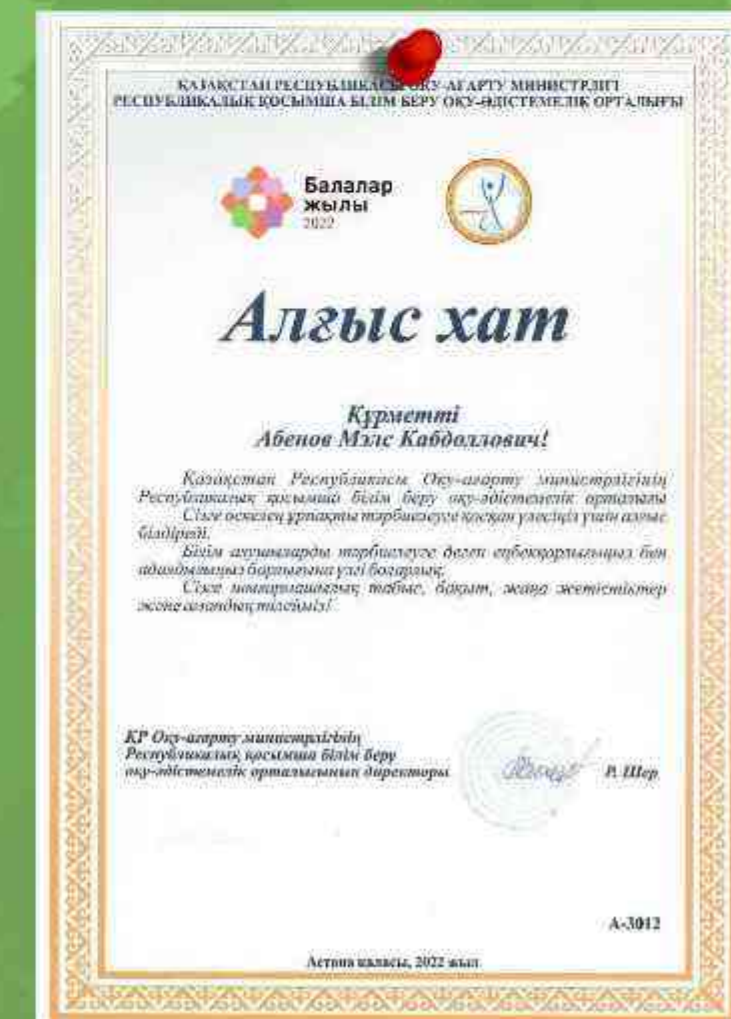 ҚАЗАҚСТАН РЕСПУБЛИКАСЫ ОҚУ-АҒАРТУ МИНИСТРЛІГІ
РЕСПУБЛИКАЛЫҚ ҚОСЫМША БІЛІМ БЕРУ ОҚУ-ӘДІСТЕМЕЛІК ОРТАЛЫҒЫ
Балалар
жылы
2022
Алғыс хат
Құрметті
Абенов Мэлс Кабдоллович!
Қазақстан Республикасы Оқу-ағарту министрлігінің
Республикалық қосымша білім беру оқу-әдістемелік орталығы
Сізге өскелең ұрпақты тәрбиелеуге қосқан үлесіңіз үшін алғыс
білдіреді.
Білім алушыларды тәрбиелеуге деген еңбекқорлығыңыз бен
адалдығыңыз барлығына үлгі боларлық.
Сізге шығармашылық табыс, бақыт, жаңа жетістіктер
және амандық тілейміз!
ҚР Оқу-ағарту министрлігінің
Республикалық қосымша білім беру
оқу-әдістемелік орталығының директоры
Р. Шер
А-3012
Астана қаласы, 2022 жыл